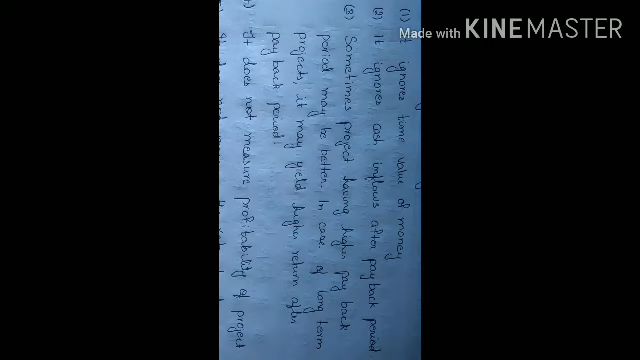 Made with KINEMASTER
(1) It ignores time value of money
(2) It ignores cash inflows after pay back period
(3) Sometimes project having higher pay back
period may be better. In case of long term
projects, it may yield higher return after
pay back period.
It does not measure profitability of project